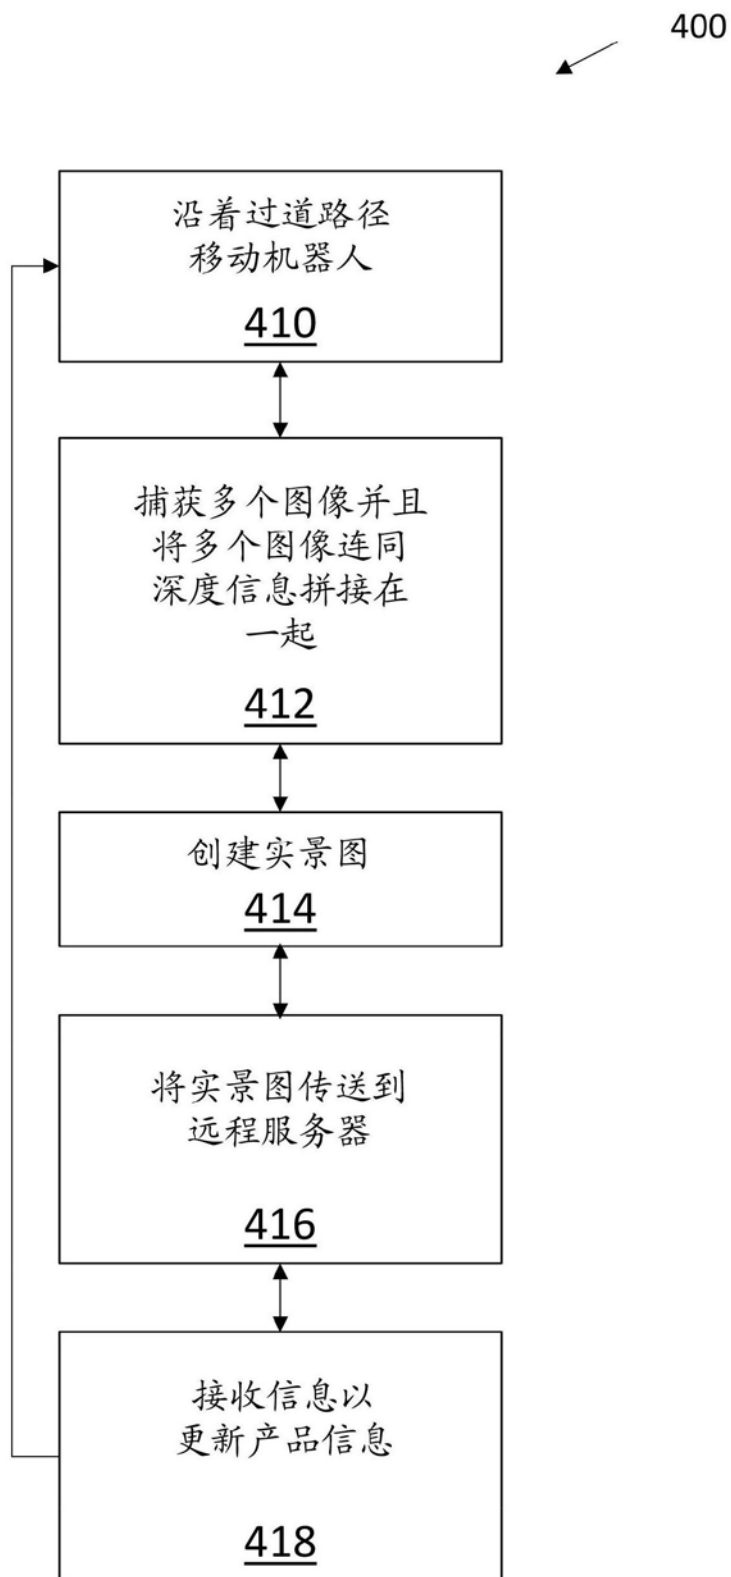 400
沿着过道路径
移动机器人
410
捕获多个图像并且
将多个图像连同
深度信息拼接在
一起
412
创建实景图
414
将实景图传送到
远程服务器
416
接收信息以
更新产品信息
418